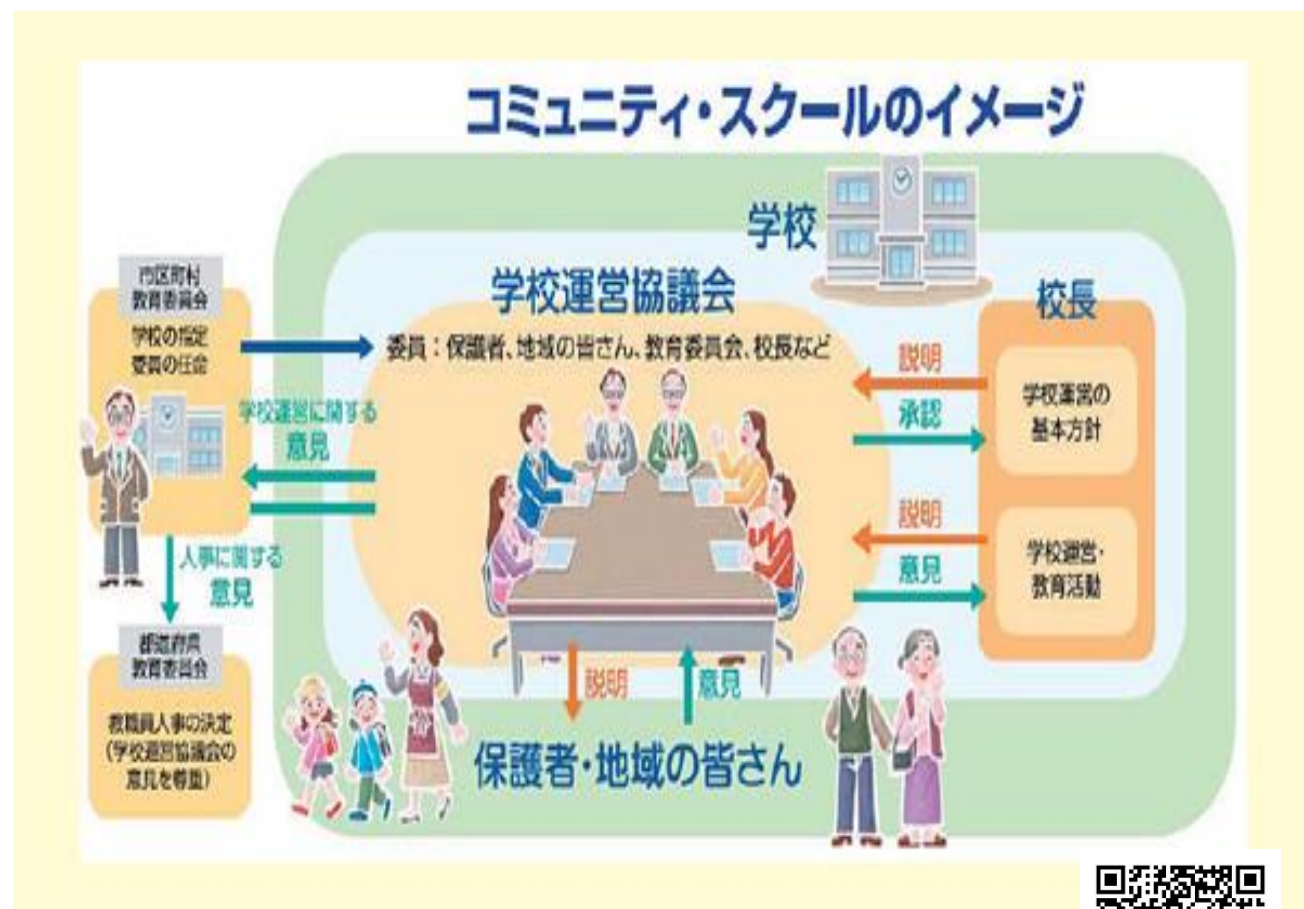 コミュニティ・スクールのイメージ
学校
市区町村
教育委員会
学校の指定
委員の任命
学校運営協議会
委員：保護者、地域の皆さん、教育委員会、校長など
校長
説明
承認
学校運営の
基本方針
学校運営に関する
意見
説明
意見
学校運営・
教育活動
人事に関する
意見
都道府県
教育委員会
教職員人事の決定
（学校運営協議会の
意見を尊重）
説明
意見
保護者・地域の皆さん